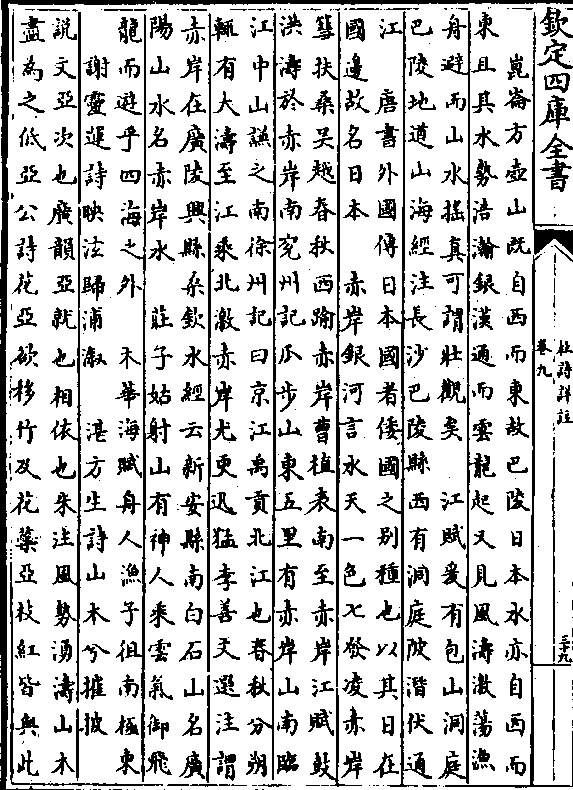 欽定四庫全書
杜詩詳註
卷九
三十九
崑崙方壺山既自西而東故巴陵日本水亦自西而
東且其水勢浩瀚銀漢通而雲龍起又見風濤激蕩漁
舟避而山水搖真可謂壯觀矣 江賦爰有包山洞庭
巴陵地道山海經注長沙巴陵縣西有洞庭陂潛伏通
江 唐書外國傳日本國者倭國之别種也以其日在
國邊故名日本 赤岸銀河言水天一色七發凌赤岸
篲扶桑吴越春秋西踰赤岸曹植表南至赤岸江賦鼓
洪濤於赤岸南兖州記瓜步山東五里有赤岸山南臨
江中山謙之南徐州記曰京江禹貢北江也春秋分朔
輒有大濤至江乘北激赤岸尤更迅猛李善文選注謂
赤岸在廣陵興縣桑欽水經云新安縣南白石山名廣
陽山水名赤岸水 莊子姑射山有神人乘雲氣御飛
龍而遊乎四海之外 木華海賦舟人漁子徂南極東
謝靈運詩映泫歸溆浦 湛方生詩山木兮摧披
説文亞次也廣韻亞就也相依也朱注風勢湧濤山木
盡為之低亞公詩花亞欲移竹及花蘂亞枝紅皆與此